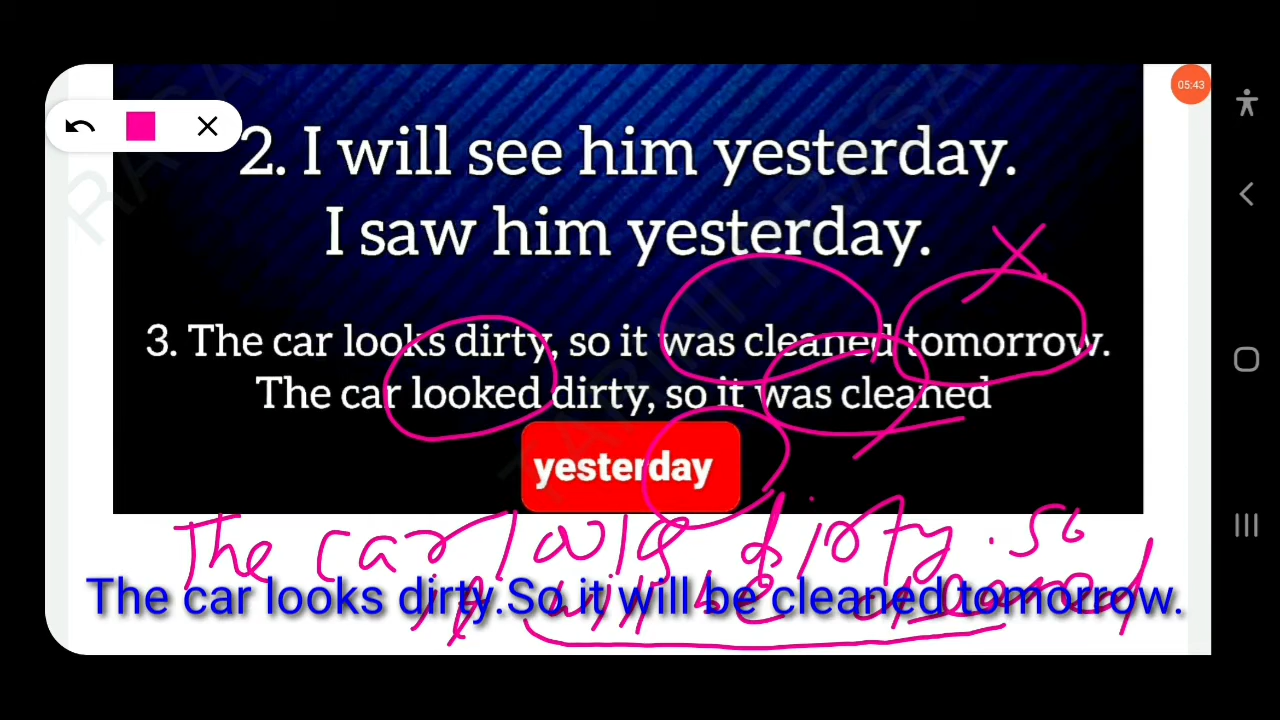 05:43
2. I will see him yesterday.
I saw him yesterday.
3. The car looks dirty, so it was cleaned tomorrow.
The car looked dirty, so it was cleaned
yesterday
The car looks dirty. So
it will be cleaned
The car looks dirty.So it will be cleaned tomorrow.